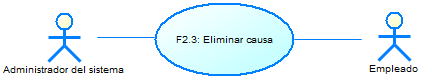 F2.3: Eliminar causa
Administrador del sistema
Empleado